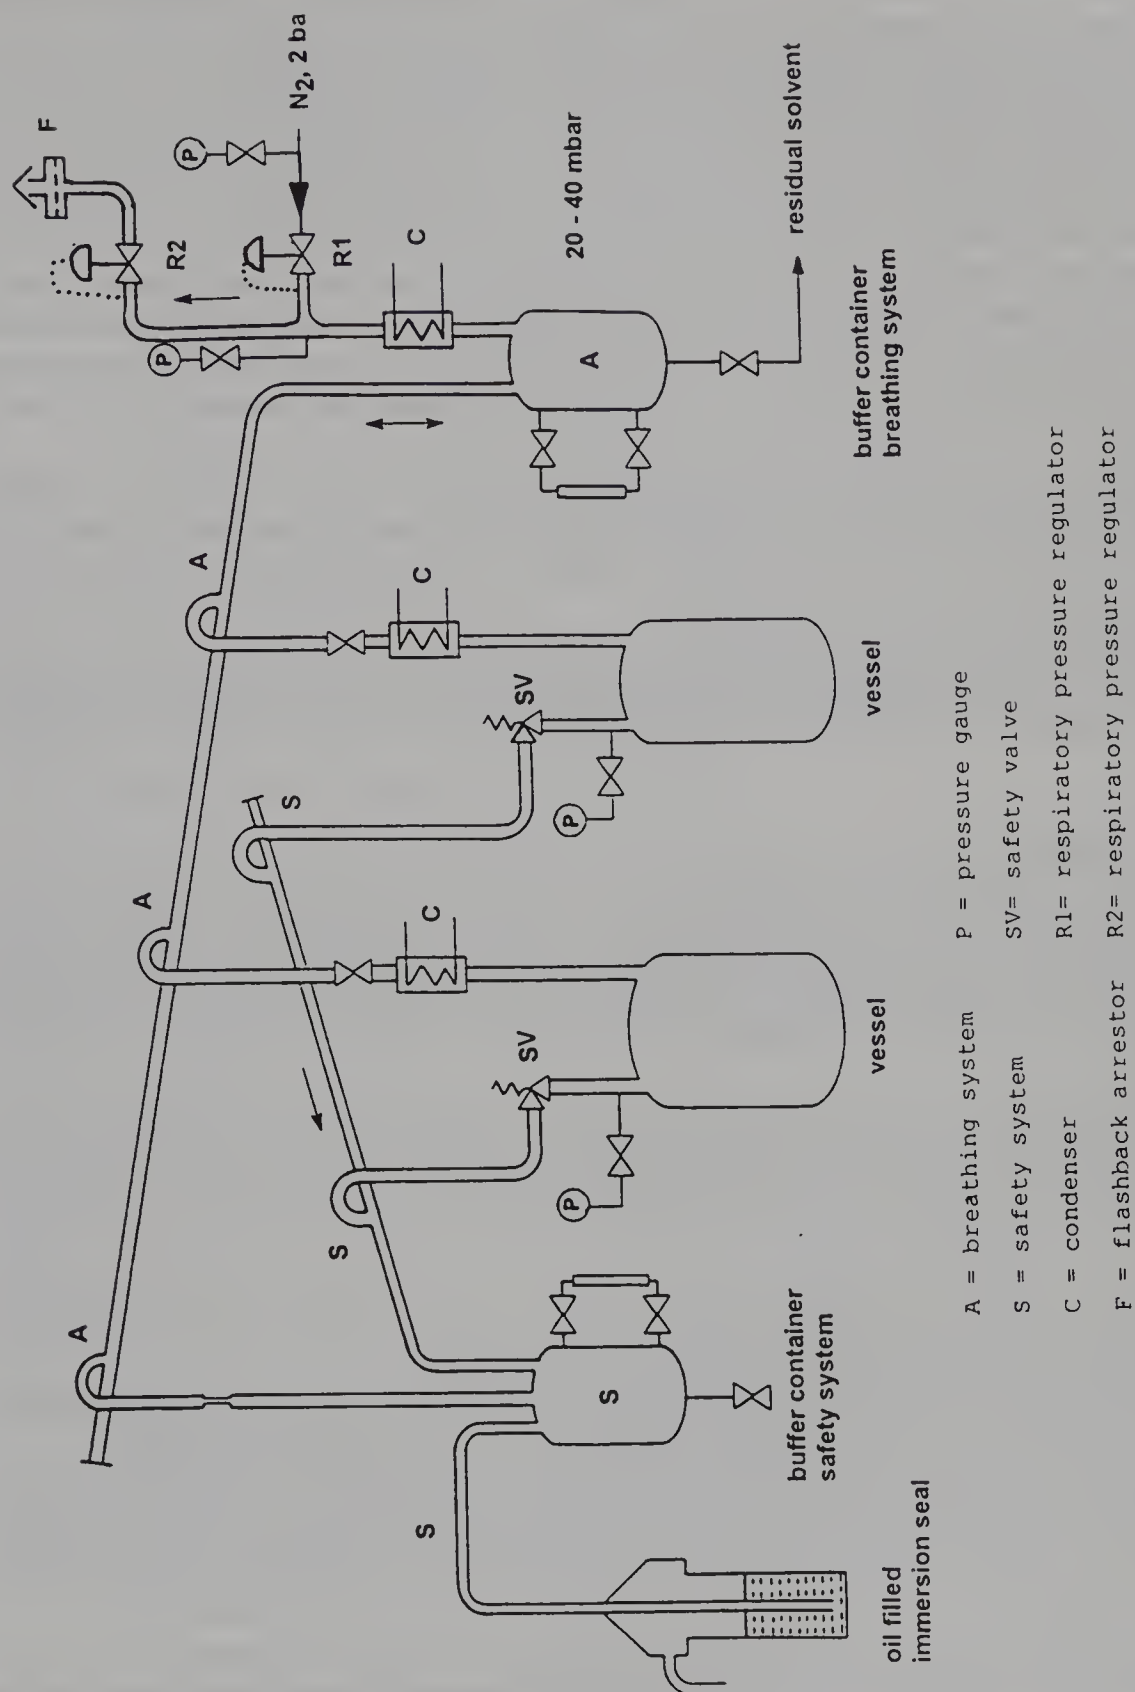 F
A
A
P
R2
P
A
N2, 2 ba
S
S
R1
C
C
C
S
SV
SV
P
P
20 - 40 mbar
A
S
residual solvent
buffer container
safety system
vessel
vessel
buffer container
breathing system
oil filled
immersion seal
A = breathing system
P = pressure gauge
S = safety system
SV= safety valve
C = condenser
R1= respiratory pressure regulator
F = flashback arrestor
R2= respiratory pressure regulator